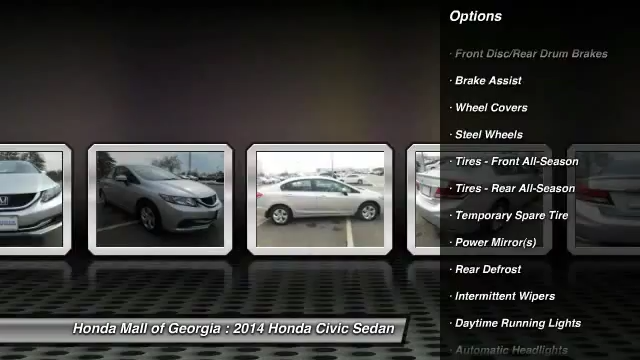 Options
· Front Disc/Rear Drum Brakes
· Brake Assist
· Wheel Covers
· Steel Wheels
· Tires - Front All-Season
· Tires - Rear All-Season
· Temporary Spare Tire
· Power Mirror(s)
· Rear Defrost
· Intermittent Wipers
· Daytime Running Lights
· Automatic Headlights
Honda Mall of Georgia : 2014 Honda Civic Sedan